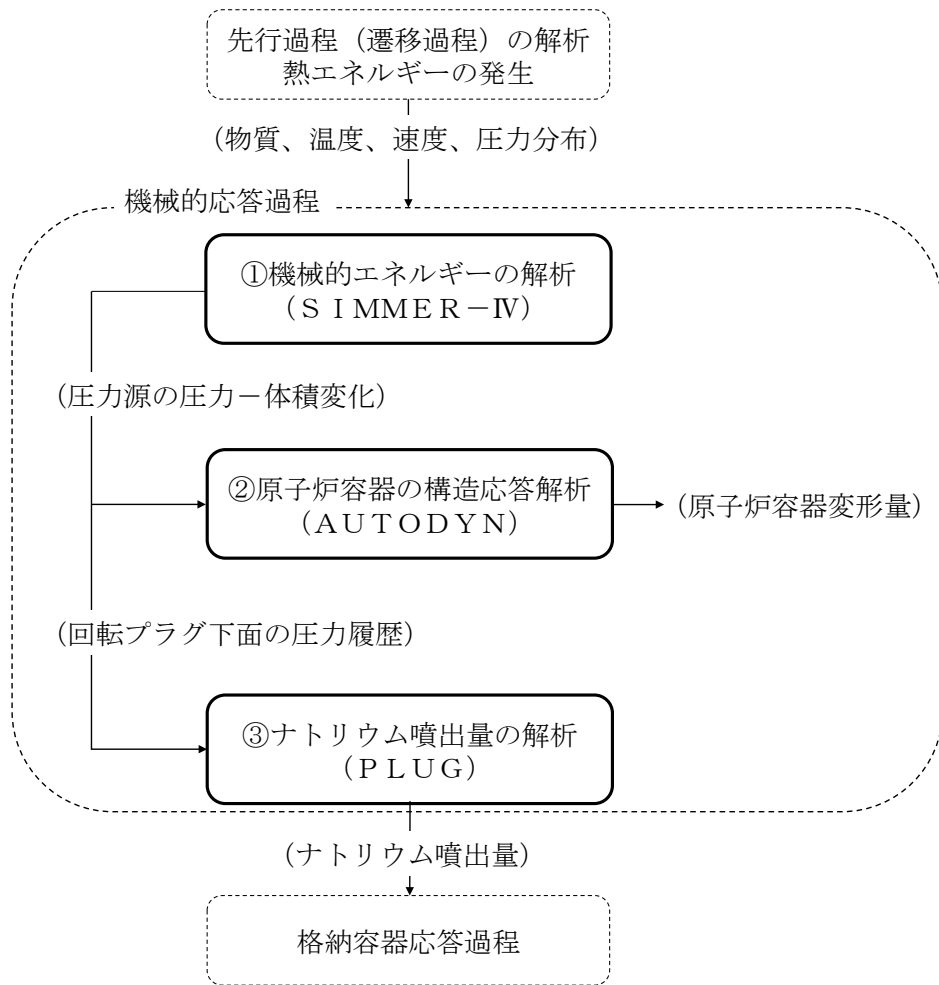 先行過程（遷移過程）の解析
熱エネルギーの発生
（物質、温度、速度、圧力分布）
機械的応答過程
①機械的エネルギーの解析
（ＳＩＭＭＥＲ－Ⅳ）
（圧力源の圧力－体積変化）
②原子炉容器の構造応答解析
（ＡＵＴＯＤＹＮ）
（原子炉容器変形量）
（回転プラグ下面の圧力履歴）
③ナトリウム噴出量の解析
（ＰＬＵＧ）
（ナトリウム噴出量）
格納容器応答過程